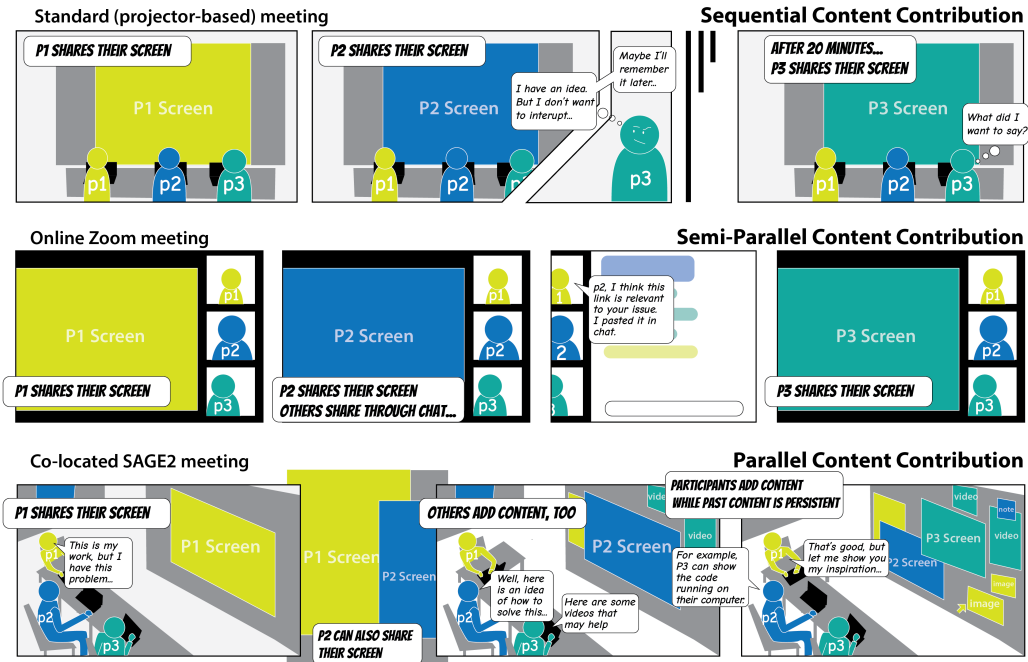 Standard (projector-based) meeting
Sequential Content Contribution
P1 SHARES THEIR SCREEN
P1 Screen
p1
p2
p3
P2 SHARES THEIR SCREEN
P2 Screen
I have an idea.
But I don't want
to interupt...
Maybe I'll
remember
it later...
p1
p2
p3
p3
AFTER 20 MINUTES...
P3 SHARES THEIR SCREEN
P3 Screen
What did I
want to say?
p1
p2
p3
Online Zoom meeting
Semi-Parallel Content Contribution
P1 Screen
P1 SHARES THEIR SCREEN
p1
p2
p3
P2 Screen
P2 SHARES THEIR SCREEN
OTHERS SHARE THROUGH CHAT...
p1
p2
p3
p2, I think this
link is relevant
to your issue.
I pasted it in
chat.
1
2
3
P3 Screen
P3 SHARES THEIR SCREEN
p1
p2
p3
Co-located SAGE2 meeting
Parallel Content Contribution
P1 SHARES THEIR SCREEN
P1 Screen
This is my
work, but I
have this
problem...
p1
p2
p3
P1 Screen
P2 Screen
P2 CAN ALSO SHARE
THEIR SCREEN
OTHERS ADD CONTENT, TOO
P2 Screen
video
video
Well, here
is an idea
of how to
solve this...
Here are some
videos that
may help
p1
p2
p3
PARTICIPANTS ADD CONTENT
WHILE PAST CONTENT IS PERSISTENT
For example,
P3 can show
the code
running on
their computer.
That's good, but
let me show you
my inspiration...
P2 Screen
P3 Screen
video
note
video
image
image
p1
p2
p3